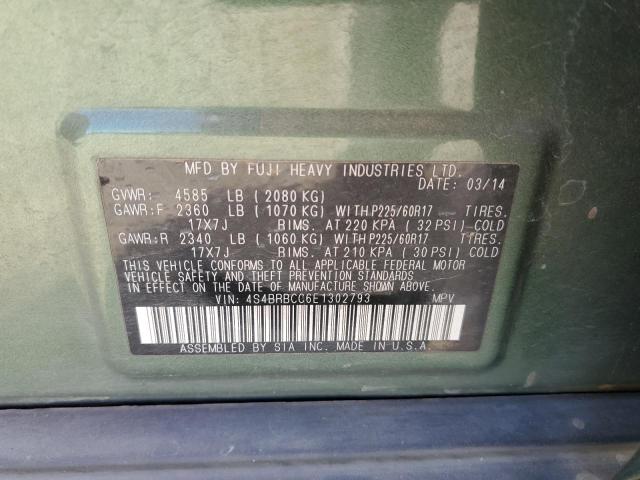 MFD BY FUJI HEAVY INDUSTRIES LTD.
DATE: 03/14
GVWR: 4585 LB (2080 KG)
GAWR:F 2360 LB (1070 KG) WITH P225/60R17 TIRES.
17X7J RIMS. AT 220 KPA (32 PSI) COLD
GAWR:R 2340 LB (1060 KG) WITH P225/60R17 TIRES.
17X7J RIMS. AT 210 KPA (30 PSI) COLD
THIS VEHICLE CONFORMS TO ALL APPLICABLE FEDERAL MOTOR
VEHICLE SAFETY AND THEFT PREVENTION STANDARDS
IN EFFECT ON THE DATE OF MANUFACTURE SHOWN ABOVE.
VIN: 4S4BRBCC6E1302793 MPV
ASSEMBLED BY SIA INC. MADE IN U.S.A.